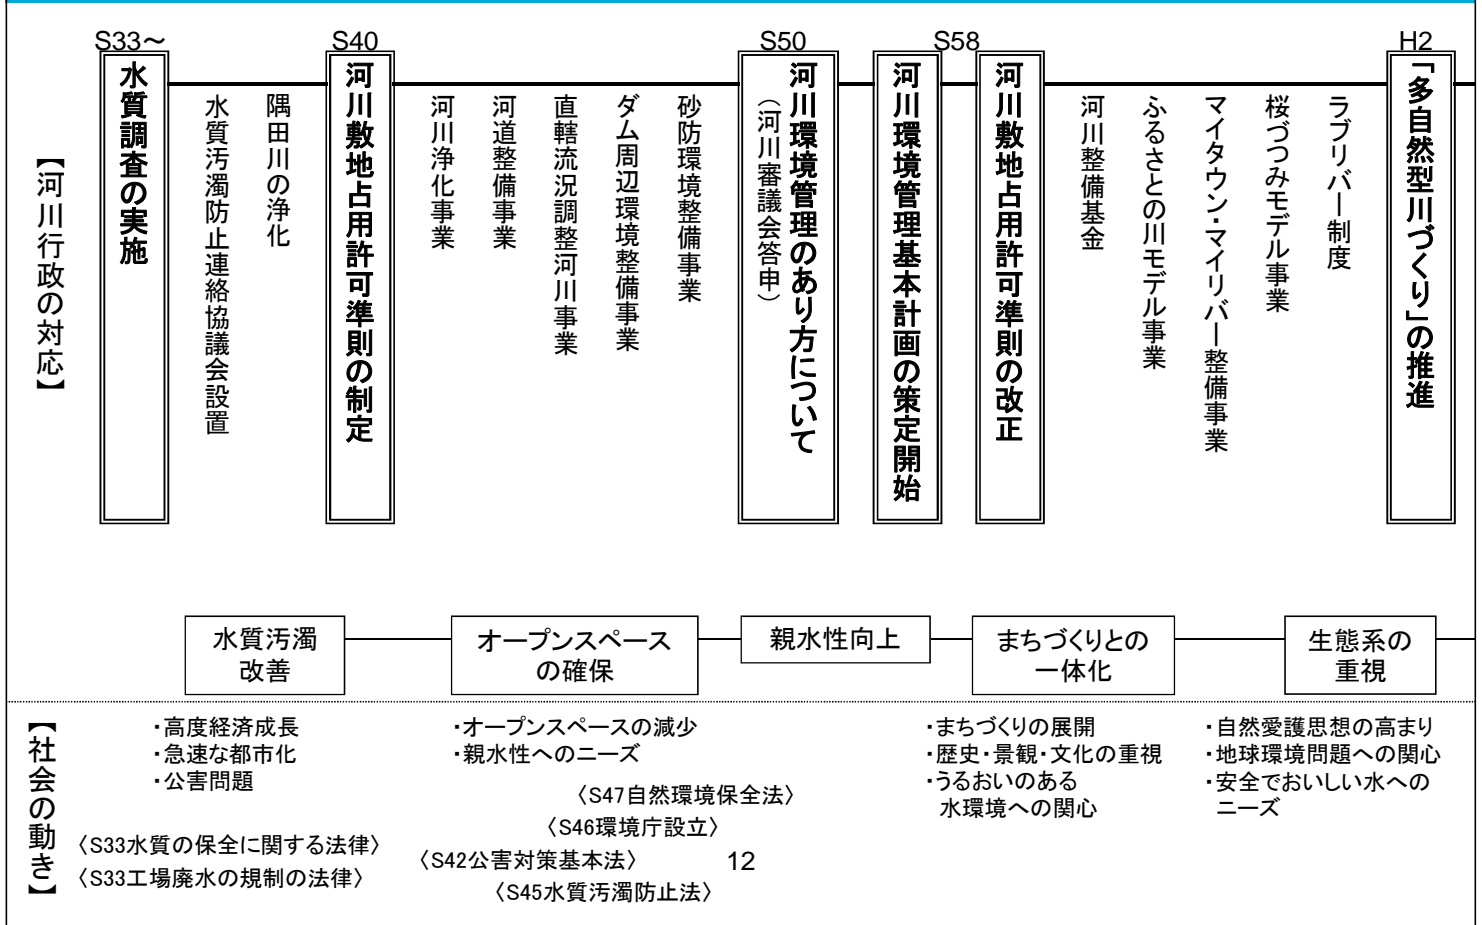 S33～
S40
S50
S58
H2
【河川行政の対応】
水質調査の実施
水質汚濁防止連絡協議会設置
隅田川の浄化
河川敷地占用許可準則の制定
河川浄化事業
河道整備事業
直轄流況調整河川事業
ダム周辺環境整備事業
砂防環境整備事業
河川環境管理のあり方について
（河川審議会答申）
河川環境管理基本計画の策定開始
河川敷地占用許可準則の改正
河川整備基金
ふるさとの川モデル事業
マイタウン・マイリバー整備事業
桜づつみモデル事業
ラブリバー制度
「多自然型川づくり」の推進
水質汚濁
改善
オープンスペース
の確保
親水性向上
まちづくりとの
一体化
生態系の
重視
【社会の動き】
・高度経済成長
・急速な都市化
・公害問題
〈S33水質の保全に関する法律〉
〈S33工場廃水の規制の法律〉
・オープンスペースの減少
・親水性へのニーズ
〈S47自然環境保全法〉
〈S46環境庁設立〉
〈S42公害対策基本法〉
〈S45水質汚濁防止法〉
12
・まちづくりの展開
・歴史・景観・文化の重視
・うるおいのある
水環境への関心
・自然愛護思想の高まり
・地球環境問題への関心
・安全でおいしい水への
ニーズ